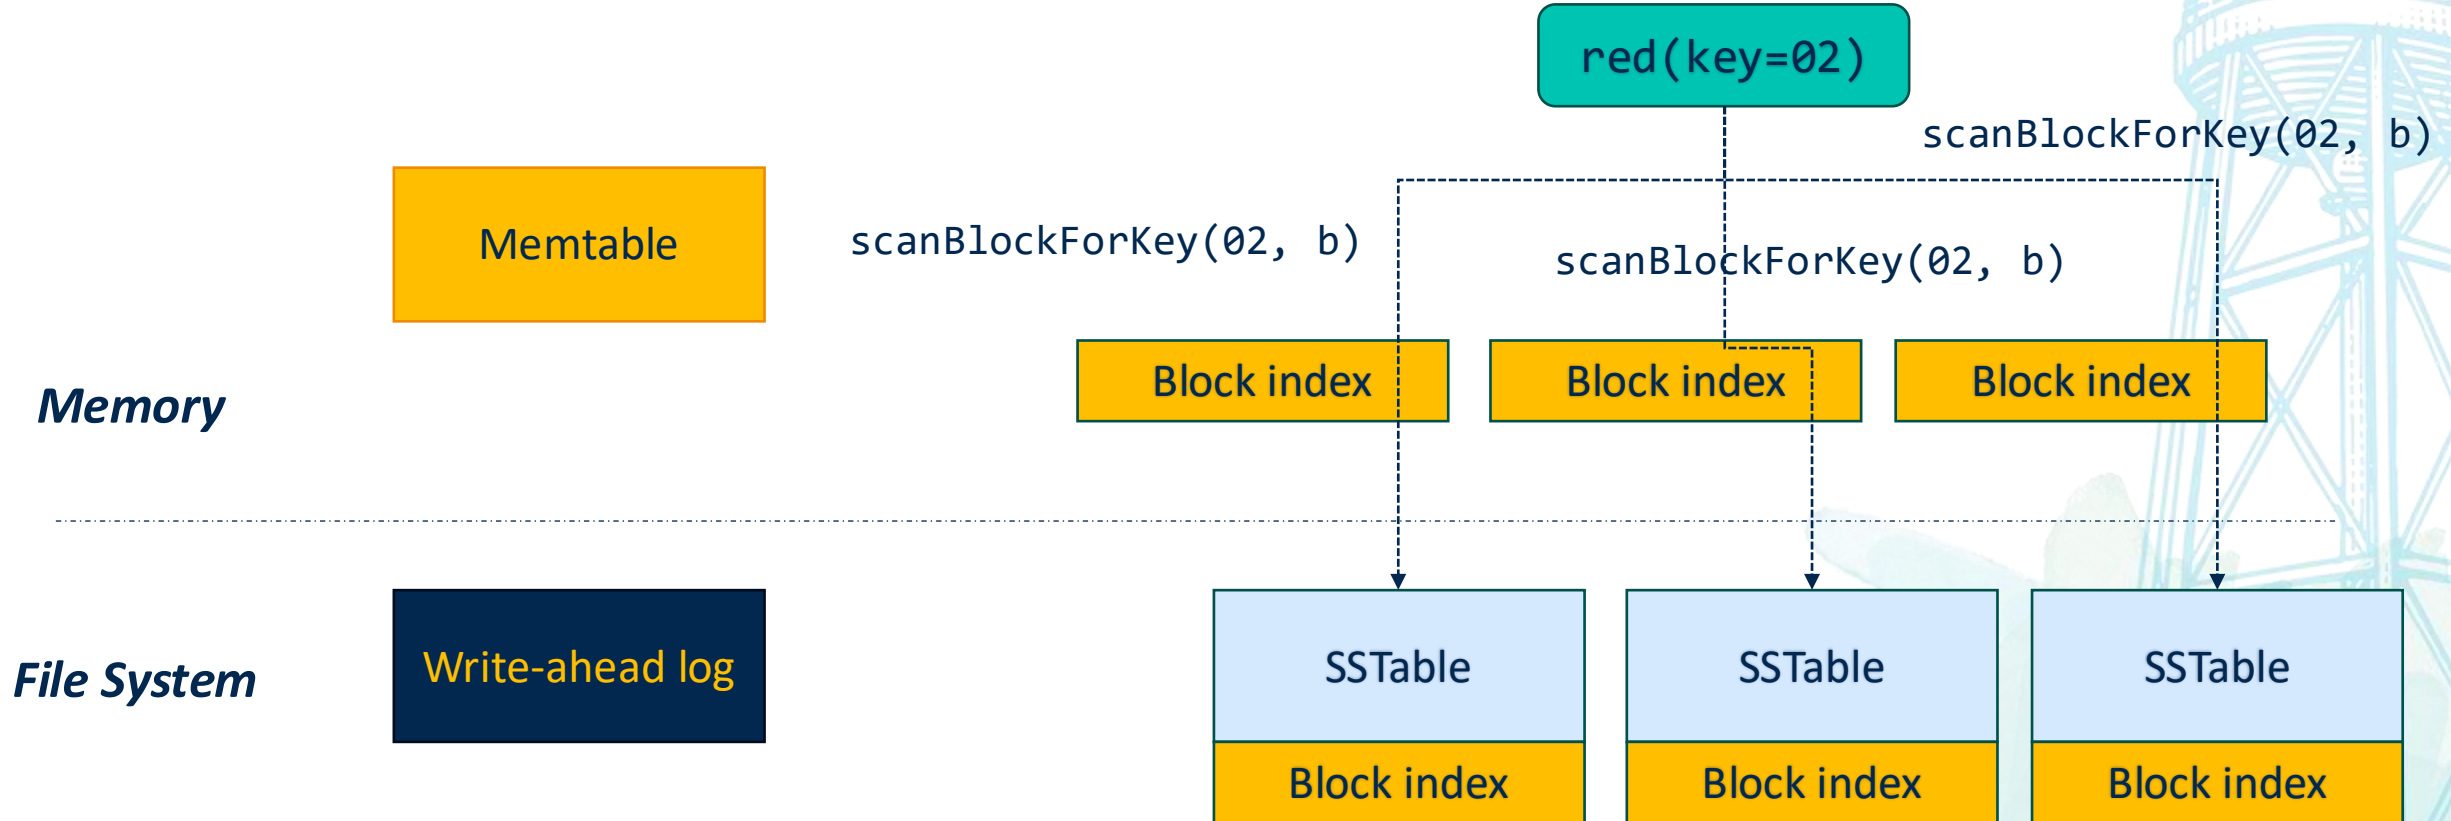 red(key=02)
scanBlockForKey(02, b)
Memtable
scanBlockForKey(02, b)
scanBlockForKey(02, b)
Memory
Block index
Block index
Block index
File System
Write-ahead log
SSTable
SSTable
SSTable
Block index
Block index
Block index